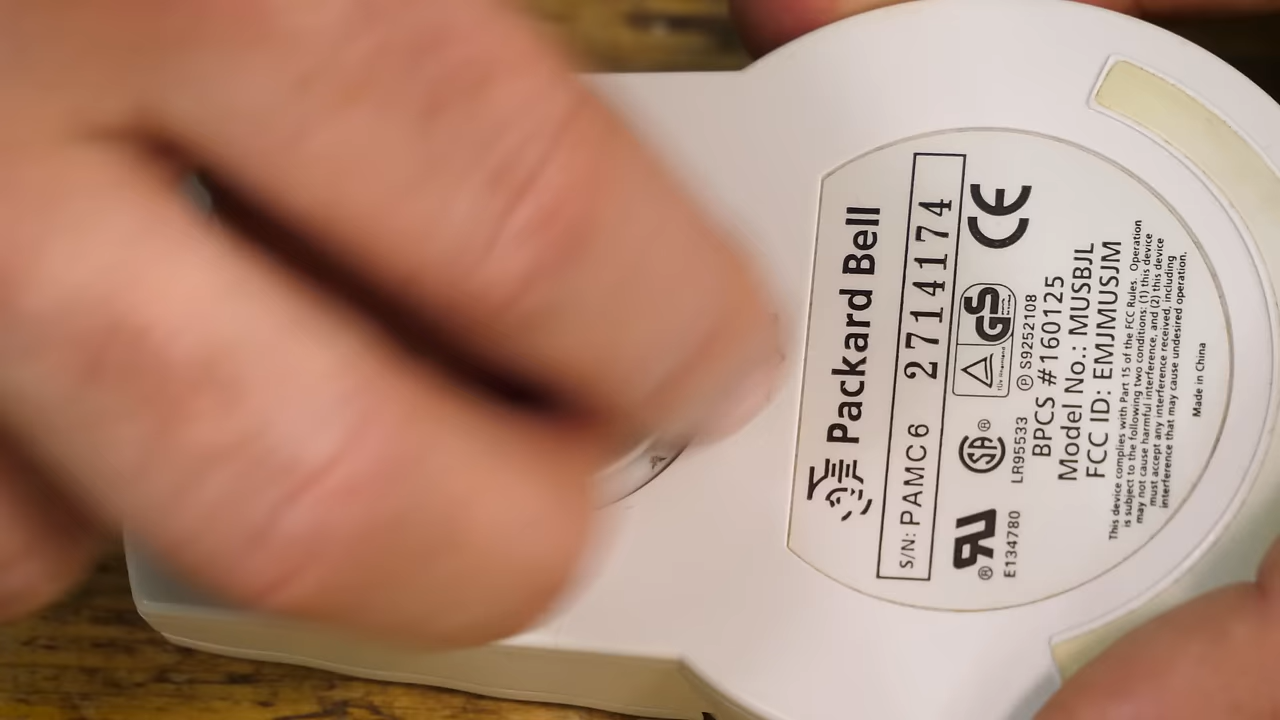 Packard Bell
S/N: PAMC6 2714174
GS
CE
Ⓟ S9252108
SA ®
LR95533
® RU
E134780
BPCS #160125
Model No.: MUSBJL
FCC ID: EMJMUSJM
This device complies with Part 15 of the FCC Rules. Operation
is subject to the following two conditions: (1) this device
may not cause harmful interference, and (2) this device
must accept any interference received, including
interference that may cause undesired operation.
Made in China